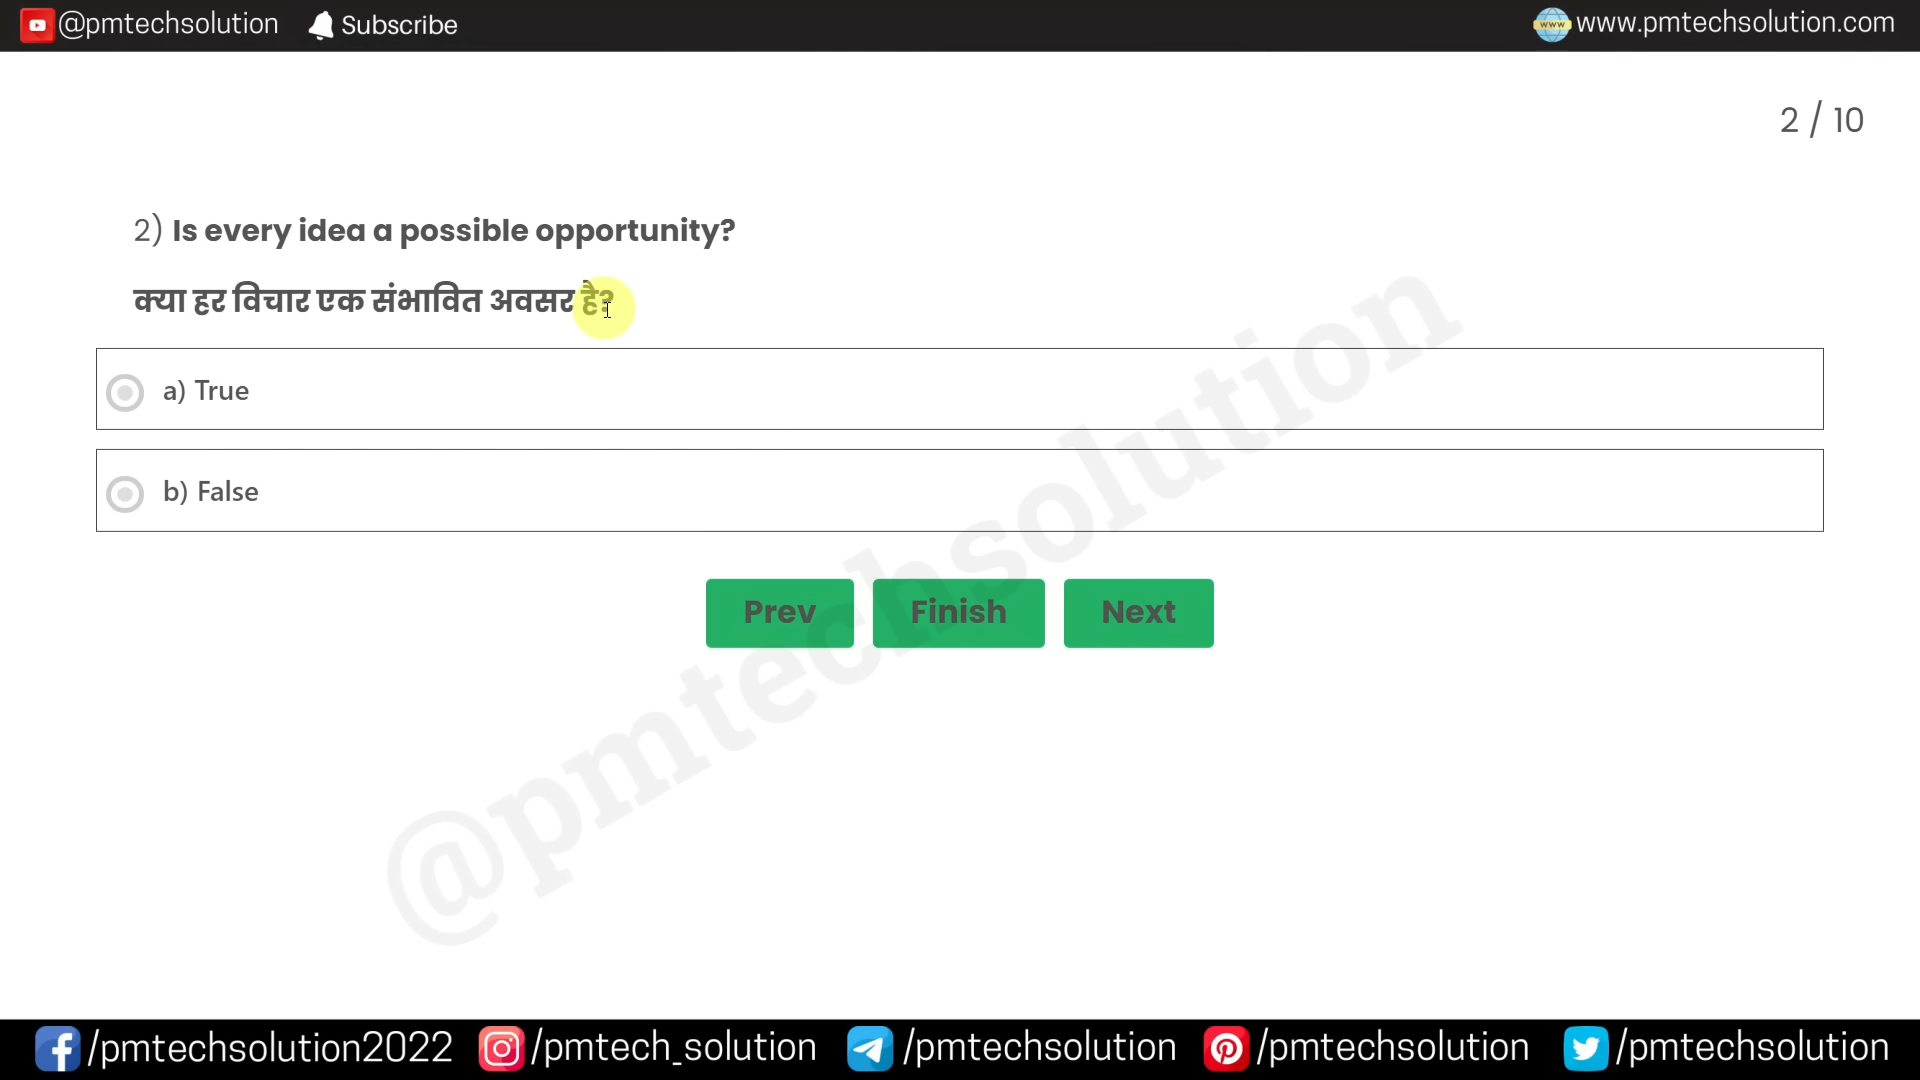 @pmtechsolution Subscribe www.pmtechsolution.com
2 / 10
2) Is every idea a possible opportunity?
क्या हर विचार एक संभावित अवसर है?
a) True
b) False
Prev Finish Next
@pmtechsolution
/pmtechsolution2022 /pmtech_solution /pmtechsolution /pmtechsolution /pmtechsolution